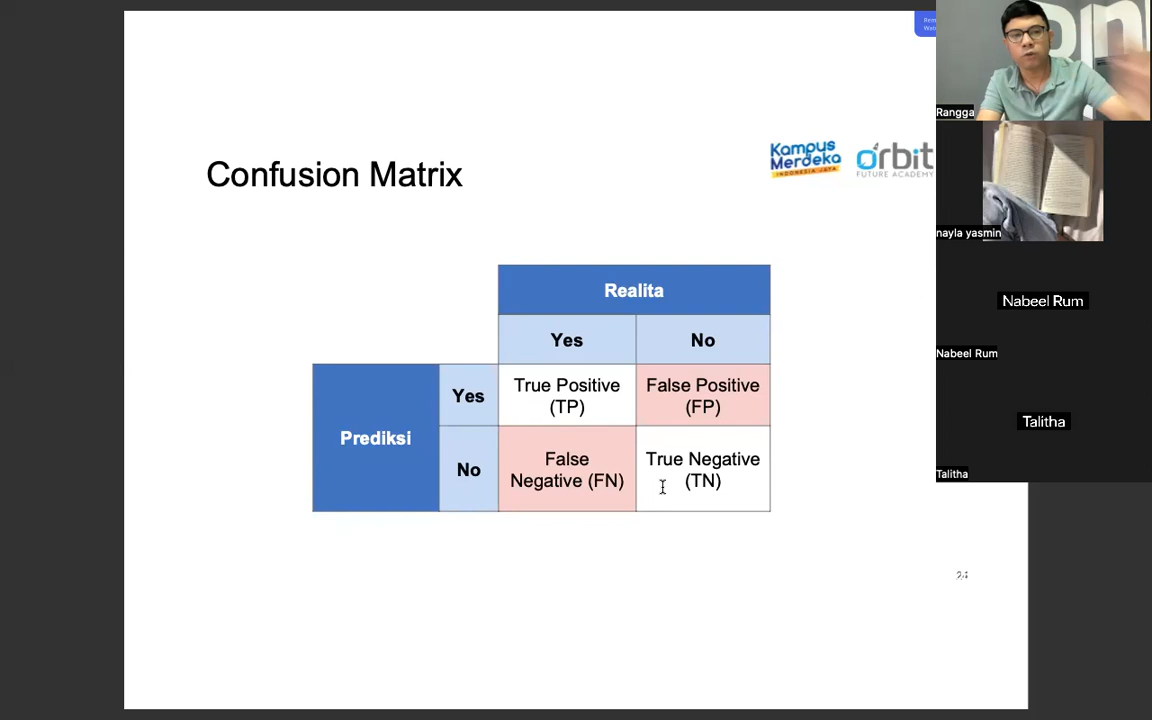 Confusion Matrix
Kampus
Merdeka
INDONESIA JAYA
Orbit
FUTURE ACADEMY
Realita
Yes
No
Prediksi
Yes
True Positive
(TP)
False Positive
(FP)
No
False
Negative (FN)
True Negative
(TN)
Rangga
nayla yasmin
Nabeel Rum
Nabeel Rum
Talitha
Talitha